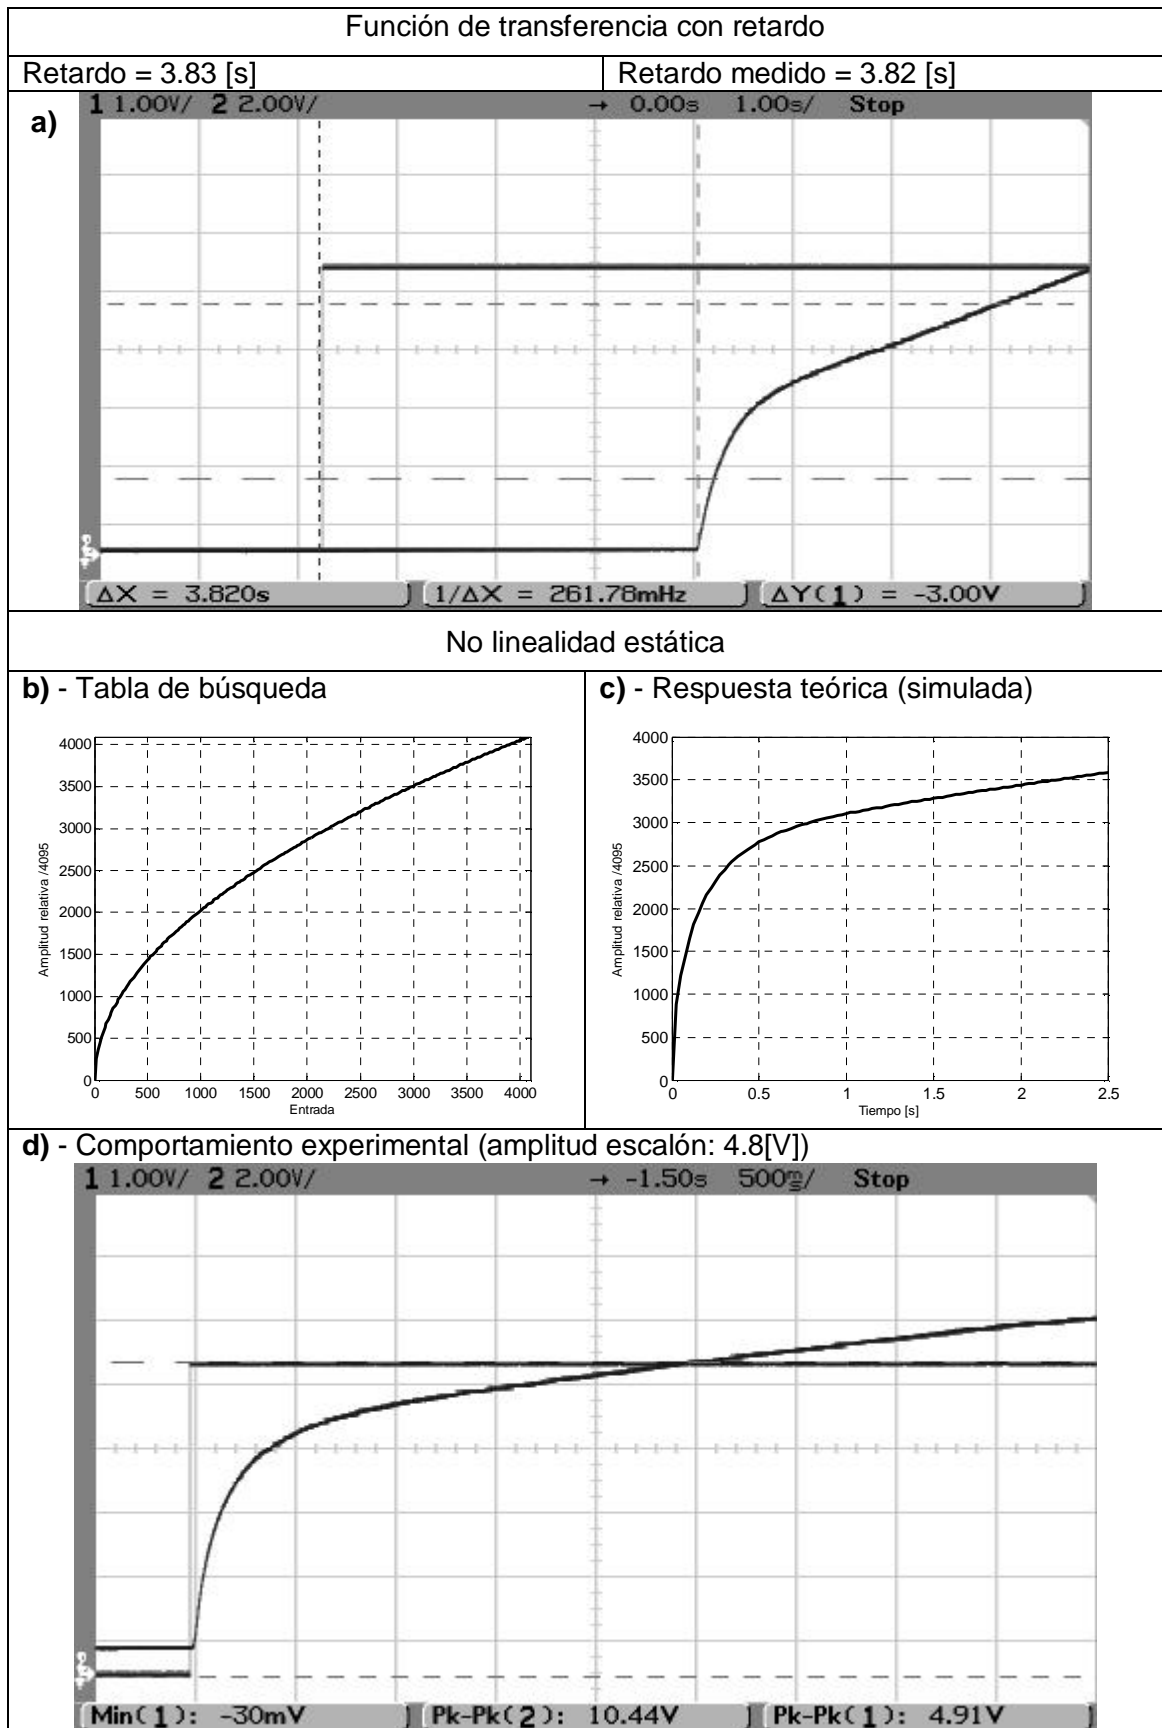 Función de transferencia con retardo
Retardo = 3.83 [s]
Retardo medido = 3.82 [s]
a)
1 1.00V/ 2 2.00V/ → 0.00s 1.00s/ Stop
ΔX = 3.820s 1/ΔX = 261.78mHz ΔY(1) = -3.00V
No linealidad estática
b) - Tabla de búsqueda
4000
3500
3000
2500
2000
1500
1000
500
0
Amplitud relativa /4095
0 500 1000 1500 2000 2500 3000 3500 4000
Entrada
c) - Respuesta teórica (simulada)
4000
3500
3000
2500
2000
1500
1000
500
0
Amplitud relativa /4095
0 0.5 1 1.5 2 2.5
Tiempo [s]
d) - Comportamiento experimental (amplitud escalón: 4.8[V])
1 1.00V/ 2 2.00V/ → -1.50s 500ms/ Stop
Min(1): -30mV Pk-Pk(2): 10.44V Pk-Pk(1): 4.91V